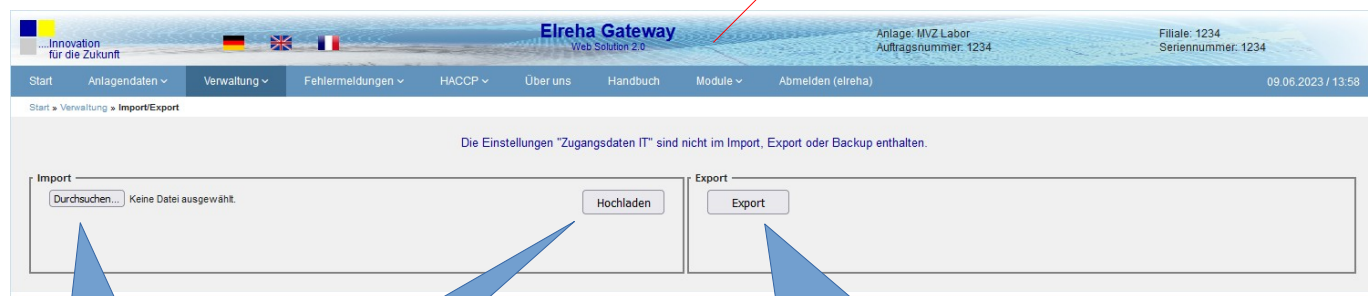 ....Innovation
für die Zukunft
Elreha Gateway
Web Solution 2.0
Anlage: MVZ Labor
Auftragsnummer: 1234
Filiale: 1234
Seriennummer: 1234
Start Anlagendaten Verwaltung Fehlermeldungen HACCP Über uns Handbuch Module Abmelden (elreha) 09.06.2023 / 13:58
Start » Verwaltung » Import/Export
Die Einstellungen "Zugangsdaten IT" sind nicht im Import, Export oder Backup enthalten.
Import
Durchsuchen... Keine Datei ausgewählt. Hochladen
Export
Export